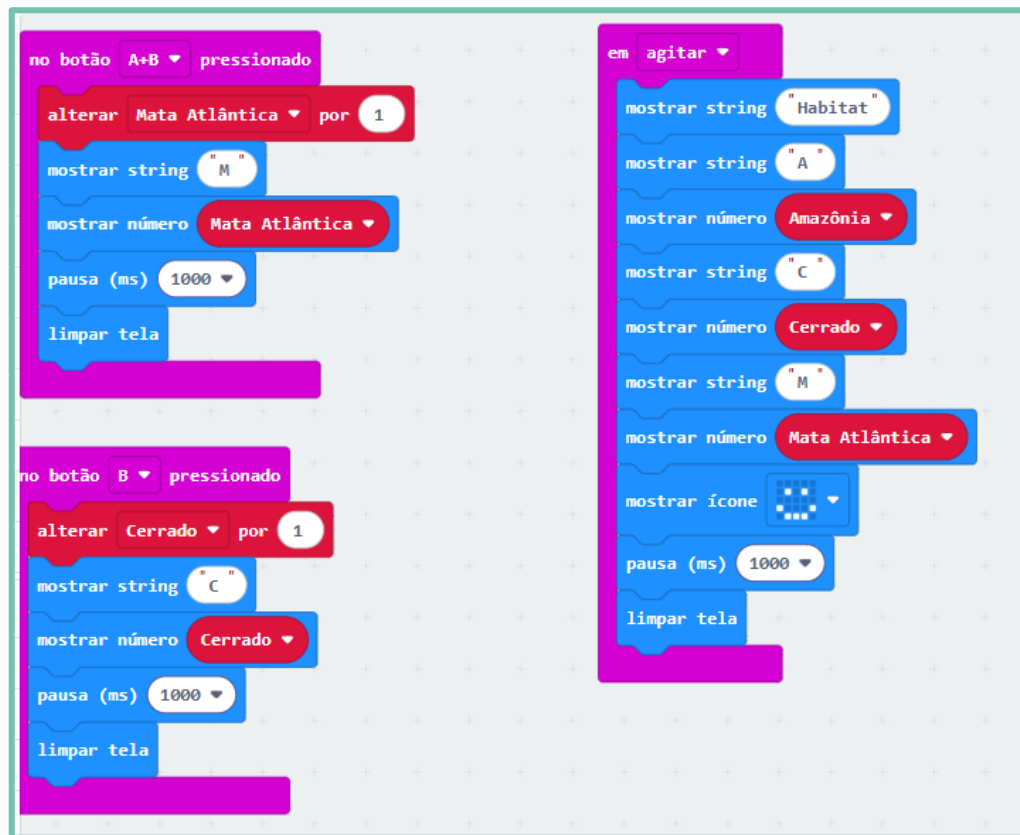 no botão A+B pressionado
alterar Mata Atlântica por 1
mostrar string "M"
mostrar número Mata Atlântica
pausa (ms) 1000
limpar tela
no botão B pressionado
alterar Cerrado por 1
mostrar string "C"
mostrar número Cerrado
pausa (ms) 1000
limpar tela
em agitar
mostrar string "Habitat"
mostrar string "A"
mostrar número Amazônia
mostrar string "C"
mostrar número Cerrado
mostrar string "M"
mostrar número Mata Atlântica
mostrar ícone
pausa (ms) 1000
limpar tela